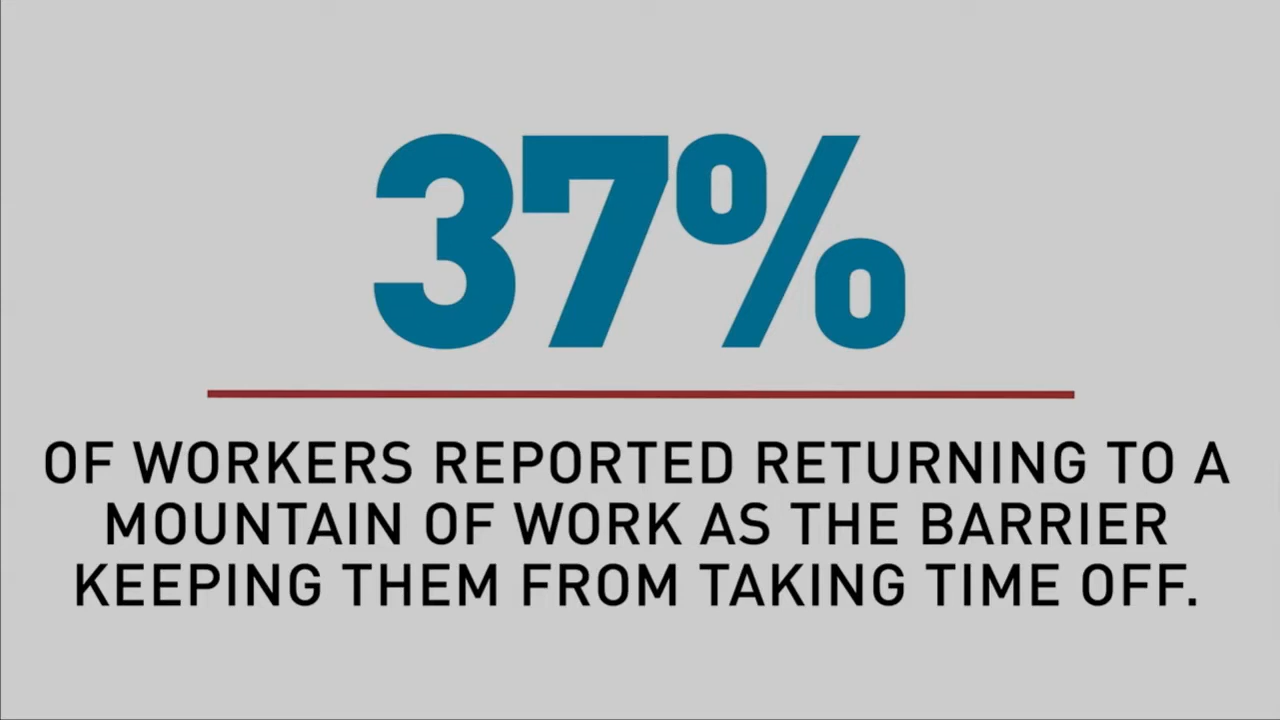 37%
OF WORKERS REPORTED RETURNING TO A
MOUNTAIN OF WORK AS THE BARRIER
KEEPING THEM FROM TAKING TIME OFF.